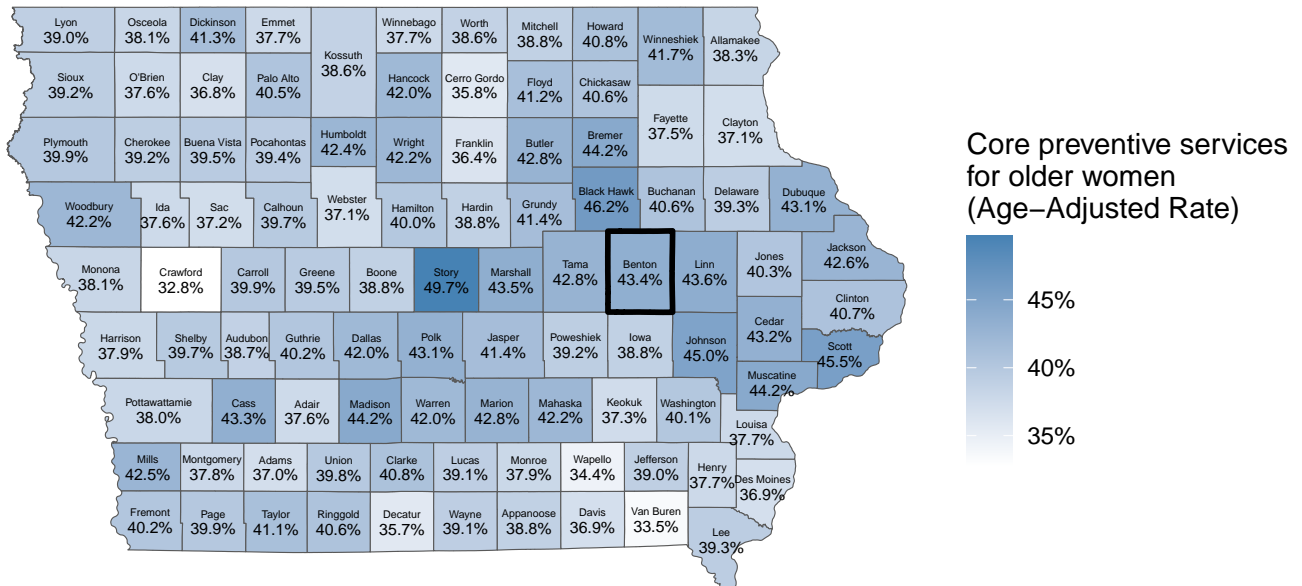 Lyon
39.0%
Osceola
38.1%
Dickinson
41.3%
Emmet
37.7%
Kossuth
38.6%
Winnebago
37.7%
Worth
38.6%
Mitchell
38.8%
Howard
40.8%
Winneshiek
41.7%
Allamakee
38.3%
Sioux
39.2%
O'Brien
37.6%
Clay
36.8%
Palo Alto
40.5%
Hancock
42.0%
Cerro Gordo
35.8%
Floyd
41.2%
Chickasaw
40.6%
Fayette
37.5%
Clayton
37.1%
Plymouth
39.9%
Cherokee
39.2%
Buena Vista
39.5%
Pocahontas
39.4%
Humboldt
42.4%
Wright
42.2%
Franklin
36.4%
Butler
42.8%
Bremer
44.2%
Woodbury
42.2%
Ida
37.6%
Sac
37.2%
Calhoun
39.7%
Webster
37.1%
Hamilton
40.0%
Hardin
38.8%
Grundy
41.4%
Black Hawk
46.2%
Buchanan
40.6%
Delaware
39.3%
Dubuque
43.1%
Monona
38.1%
Crawford
32.8%
Carroll
39.9%
Greene
39.5%
Boone
38.8%
Story
49.7%
Marshall
43.5%
Tama
42.8%
Benton
43.4%
Linn
43.6%
Jones
40.3%
Jackson
42.6%
Clinton
40.7%
Harrison
37.9%
Shelby
39.7%
Audubon
38.7%
Guthrie
40.2%
Dallas
42.0%
Polk
43.1%
Jasper
41.4%
Poweshiek
39.2%
Iowa
38.8%
Johnson
45.0%
Cedar
43.2%
Scott
45.5%
Muscatine
44.2%
Pottawattamie
38.0%
Cass
43.3%
Adair
37.6%
Madison
44.2%
Warren
42.0%
Marion
42.8%
Mahaska
42.2%
Keokuk
37.3%
Washington
40.1%
Louisa
37.7%
Mills
42.5%
Montgomery
37.8%
Adams
37.0%
Union
39.8%
Clarke
40.8%
Lucas
39.1%
Monroe
37.9%
Wapello
34.4%
Jefferson
39.0%
Henry
37.7%
Des Moines
36.9%
Fremont
40.2%
Page
39.9%
Taylor
41.1%
Ringgold
40.6%
Decatur
35.7%
Wayne
39.1%
Appanoose
38.8%
Davis
36.9%
Van Buren
33.5%
Lee
39.3%
Core preventive services
for older women
(Age−Adjusted Rate)
45%
40%
35%